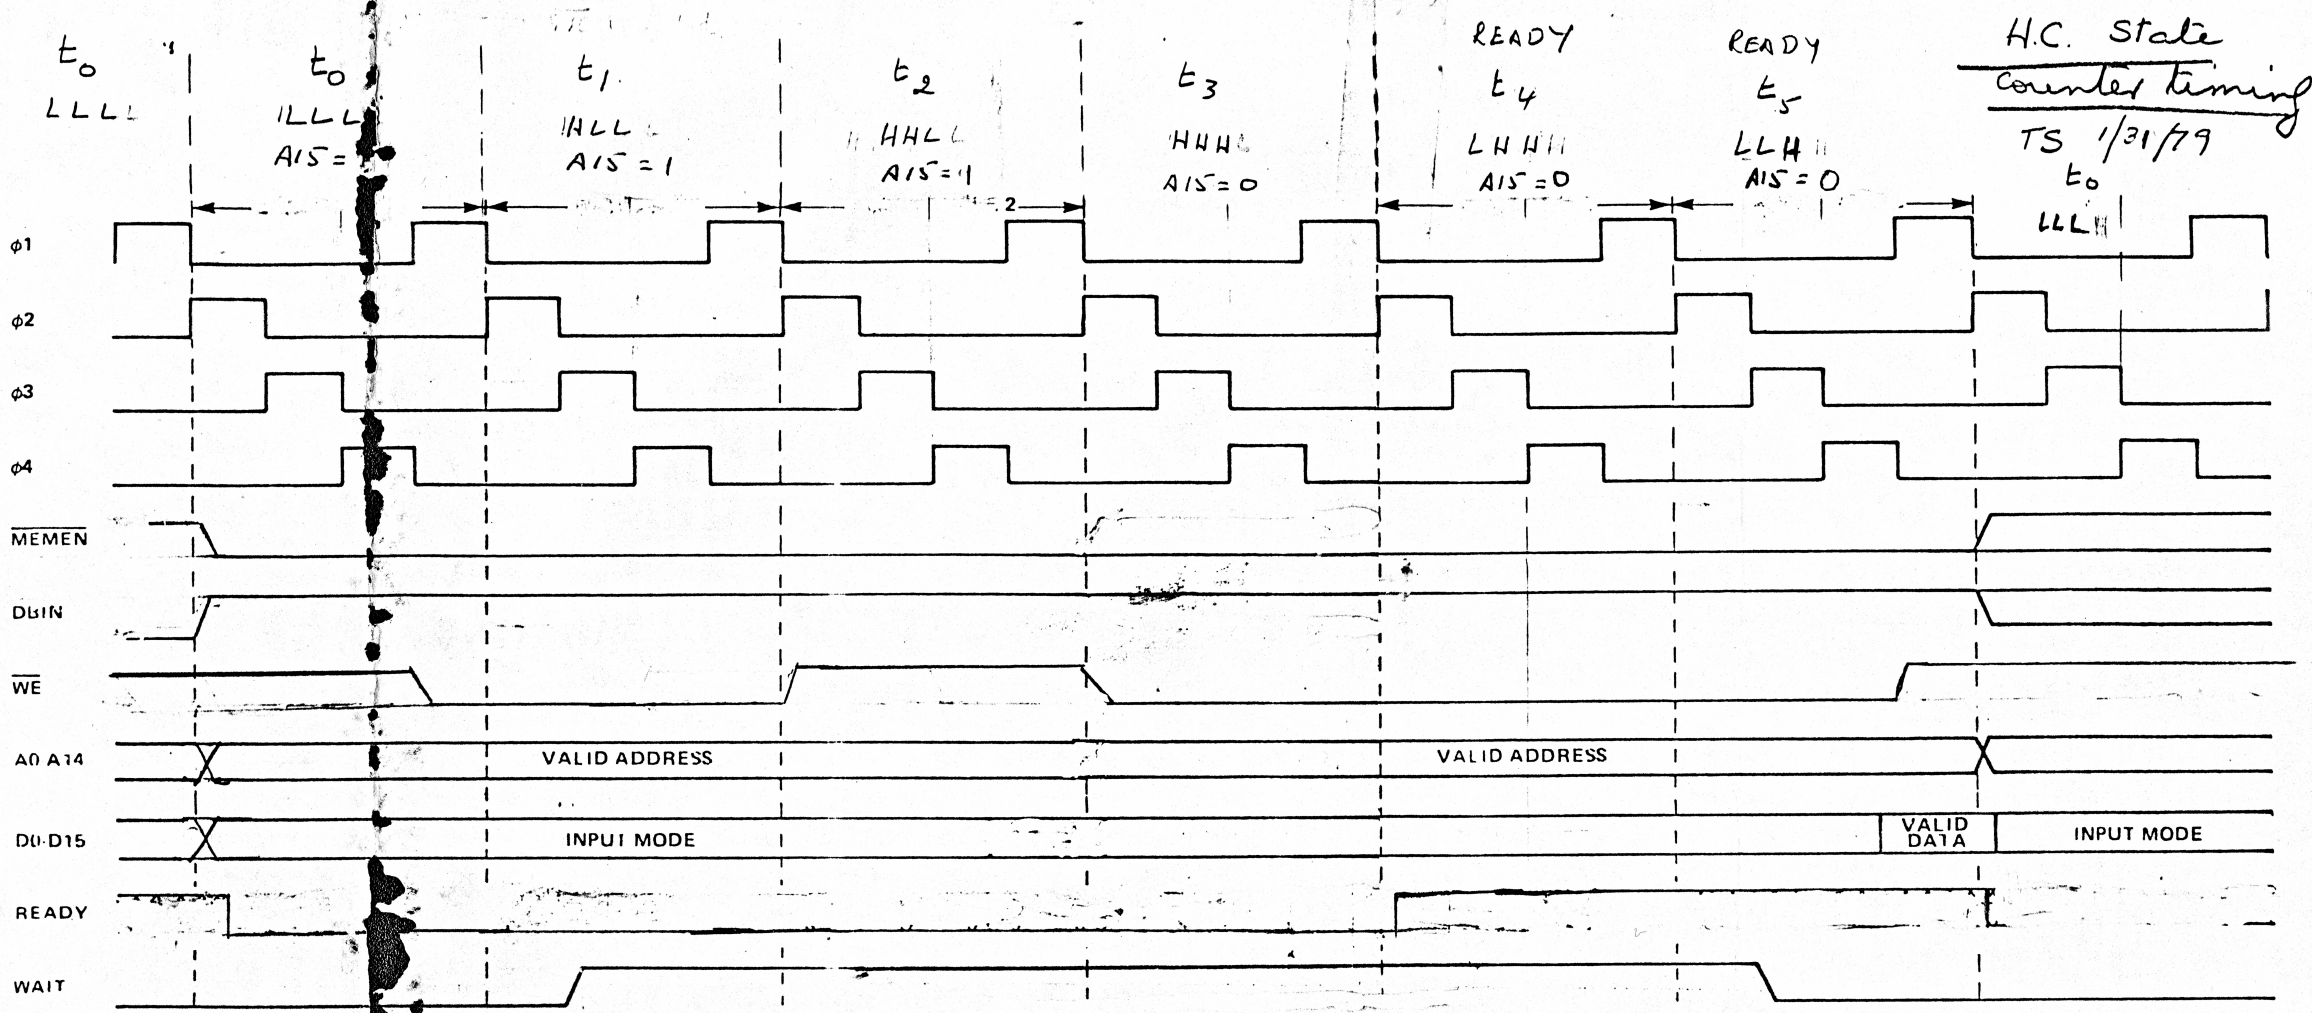 READY
READY
H.C. State
counter timing
TS 1/31/79
t0
t0
t1
t2
t3
t4
t5
t0
LLLL
LLL
HLL
HHLL
HHH
LHH
LLH
LLL
A15=
A15=1
A15=1
A15=0
A15=0
A15=0
2
φ1
φ2
φ3
φ4
MEMEN
DBIN
WE
A0 A14
VALID ADDRESS
VALID ADDRESS
D0-D15
INPUT MODE
VALID
DATA
INPUT MODE
READY
WAIT